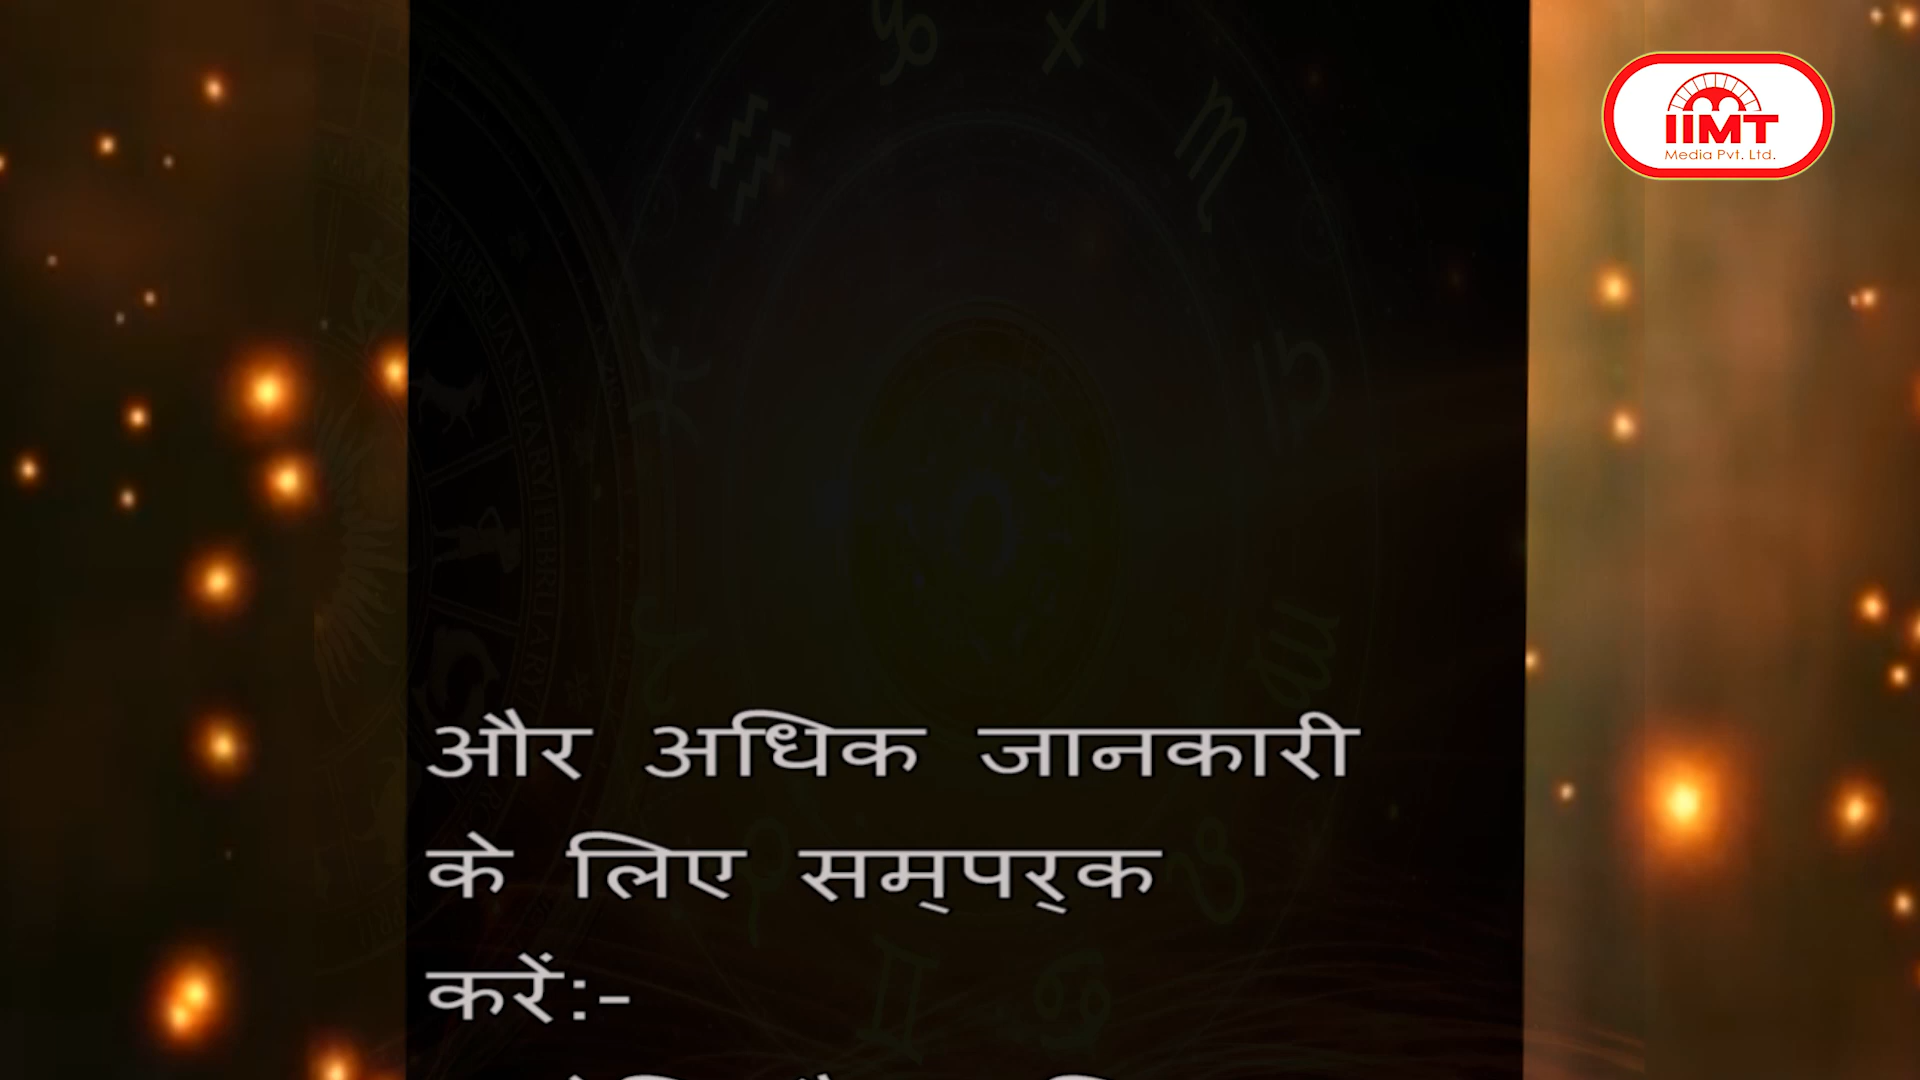 IIMT
Media Pvt. Ltd.
और अधिक जानकारी
के लिए सम्पर्क
करें:-